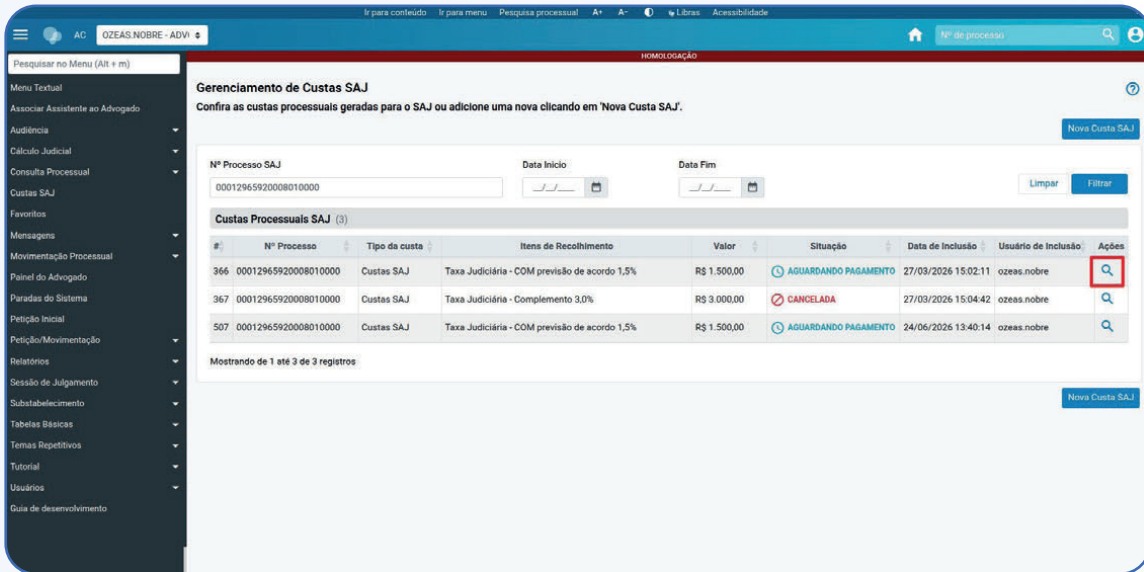 Ir para conteúdo Ir para menu Pesquisa processual A+ A- Libras Acessibilidade
AC OZEAS.NOBRE - ADV Nº de processo
HOMOLOGAÇÃO
Pesquisar no Menu (Alt + m)
Menu Textual
Associar Assistente ao Advogado
Audiência
Cálculo Judicial
Consulta Processual
Custas SAJ
Favoritos
Mensagens
Movimentação Processual
Painel do Advogado
Paradas do Sistema
Petição Inicial
Petição/Movimentação
Relatórios
Sessão de Julgamento
Substabelecimento
Tabelas Básicas
Temas Repetitivos
Tutorial
Usuários
Guia de desenvolvimento
Gerenciamento de Custas SAJ
Confira as custas processuais geradas para o SAJ ou adicione uma nova clicando em 'Nova Custa SAJ'.
Nova Custa SAJ
Nº Processo SAJ Data Inicio Data Fim
00012965920008010000 __/__/____ __/__/____ Limpar Filtrar
Custas Processuais SAJ (3)
# Nº Processo Tipo da custa Itens de Recolhimento Valor Situação Data de Inclusão Usuário de Inclusão Ações
366 00012965920008010000 Custas SAJ Taxa Judiciária - COM previsão de acordo 1,5% R$ 1.500,00 AGUARDANDO PAGAMENTO 27/03/2026 15:02:11 ozeas.nobre
367 00012965920008010000 Custas SAJ Taxa Judiciária - Complemento 3,0% R$ 3.000,00 CANCELADA 27/03/2026 15:04:42 ozeas.nobre
507 00012965920008010000 Custas SAJ Taxa Judiciária - COM previsão de acordo 1,5% R$ 1.500,00 AGUARDANDO PAGAMENTO 24/06/2026 13:40:14 ozeas.nobre
Mostrando de 1 até 3 de 3 registros
Nova Custa SAJ